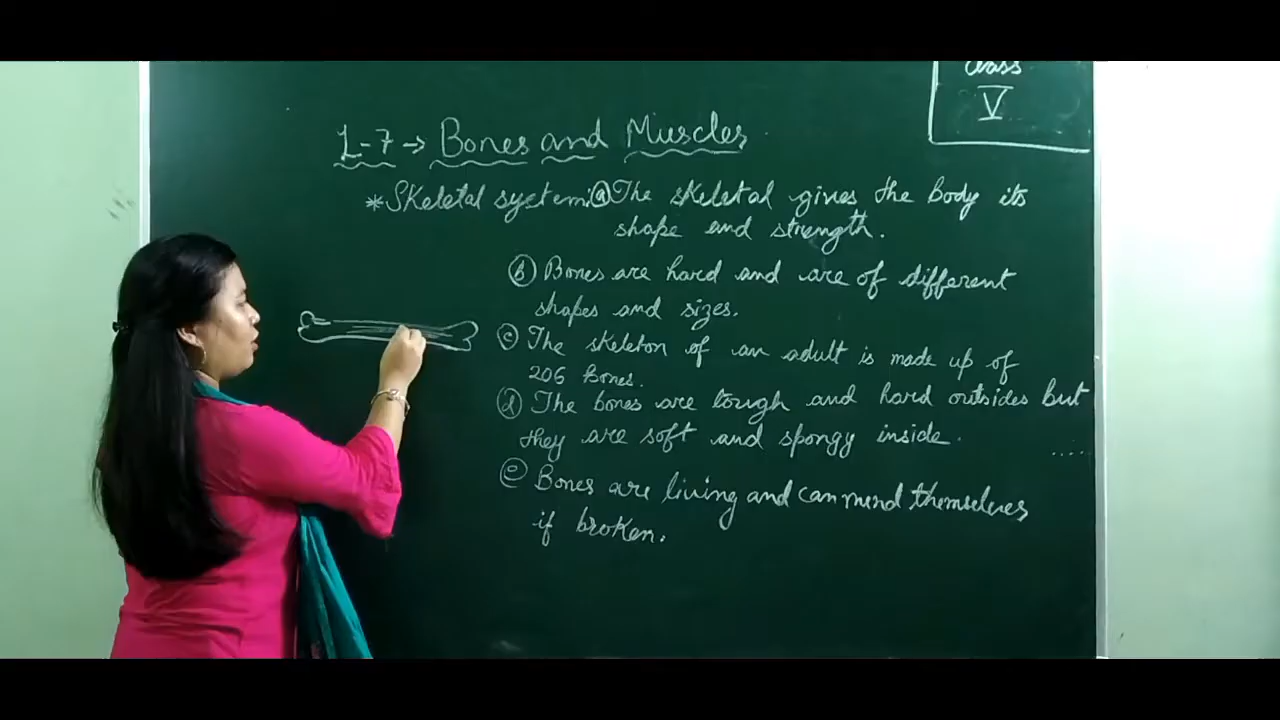 Class
V
L-7 → Bones and Muscles
* Skeletal system: (a) The skeletal gives the body its
shape and strength.
(b) Bones are hard and are of different
shapes and sizes.
(c) The skeleton of an adult is made up of
206 Bones.
(d) The bones are tough and hard outsides but
they are soft and spongy inside.
.....
(e) Bones are living and can mend themselves
if broken.